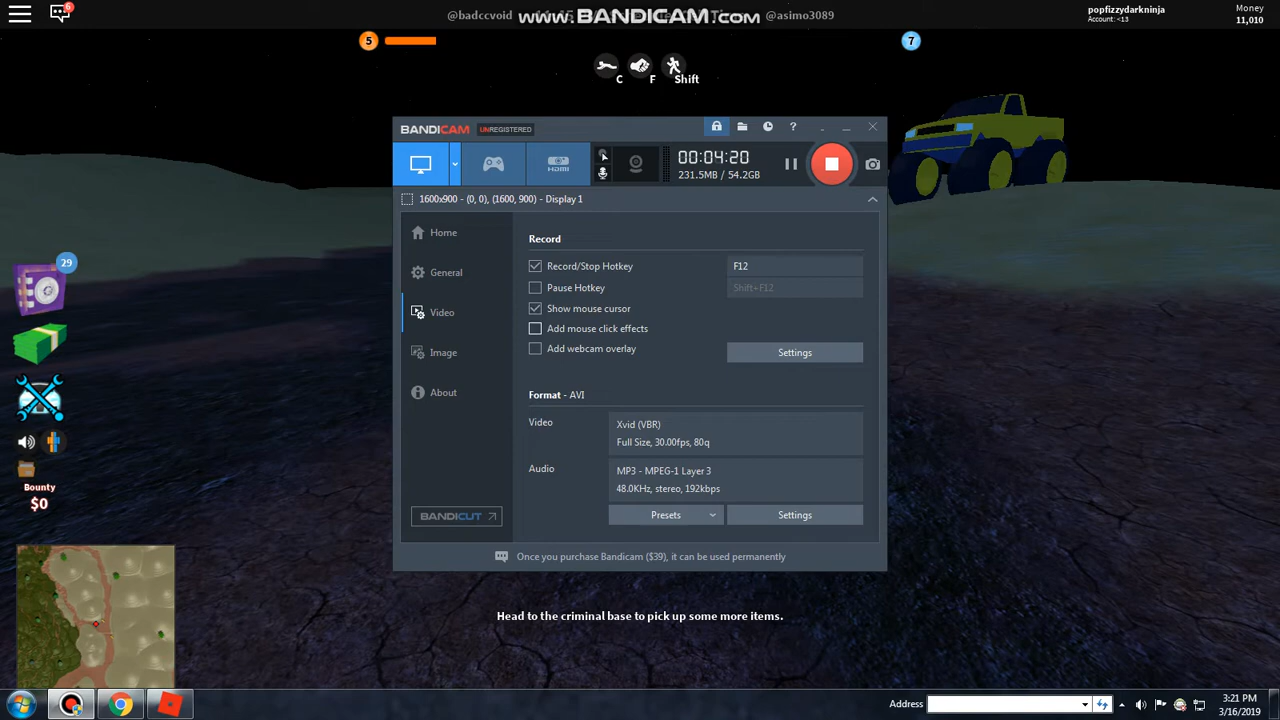 6
@badccvoid
www.BANDICAM.com
@asimo3089
popfizzydarkninja
Account: <13
Money
11,010
5
7
C
F
Shift
BANDICAM
UNREGISTERED
?
HDMI
00:04:20
231.5MB / 54.2GB
1600x900 - (0, 0), (1600, 900) - Display 1
Home
General
Video
Image
About
BANDICUT
Record
Record/Stop Hotkey
F12
Pause Hotkey
Shift+F12
Show mouse cursor
Add mouse click effects
Add webcam overlay
Settings
Format - AVI
Video
Xvid (VBR)
Full Size, 30.00fps, 80q
Audio
MP3 - MPEG-1 Layer 3
48.0KHz, stereo, 192kbps
Presets
Settings
Once you purchase Bandicam ($39), it can be used permanently
29
Bounty
$0
Head to the criminal base to pick up some more items.
Address
3:21 PM
3/16/2019